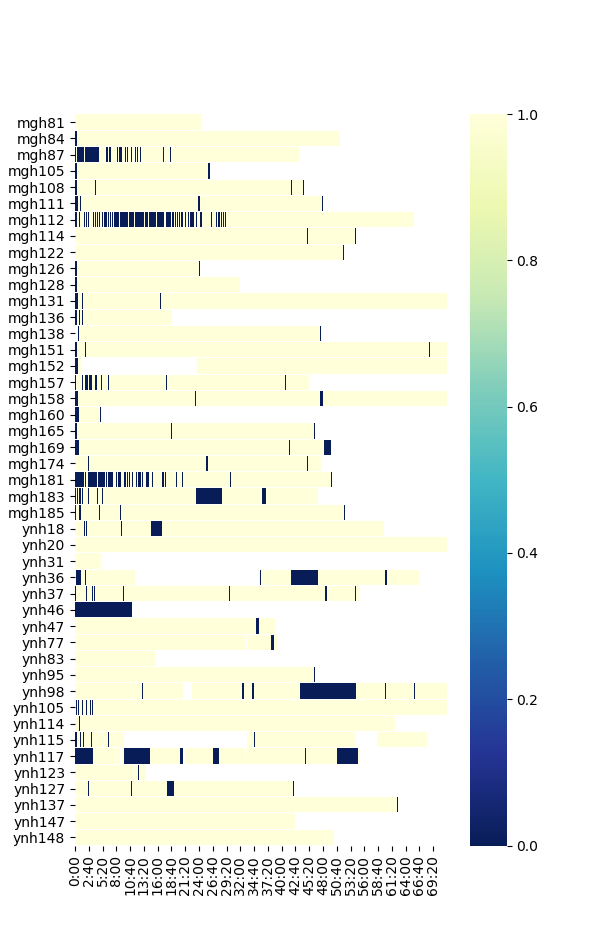 mgh81
mgh84
mgh87
mgh105
mgh108
mgh111
mgh112
mgh114
mgh122
mgh126
mgh128
mgh131
mgh136
mgh138
mgh151
mgh152
mgh157
mgh158
mgh160
mgh165
mgh169
mgh174
mgh181
mgh183
mgh185
ynh18
ynh20
ynh31
ynh36
ynh37
ynh46
ynh47
ynh77
ynh83
ynh95
ynh98
ynh105
ynh114
ynh115
ynh117
ynh123
ynh127
ynh137
ynh147
ynh148
0:00
2:40
5:20
8:00
10:40
13:20
16:00
18:40
21:20
24:00
26:40
29:20
32:00
34:40
37:20
40:00
42:40
45:20
48:00
50:40
53:20
56:00
58:40
61:20
64:00
66:40
69:20
1.0
0.8
0.6
0.4
0.2
0.0